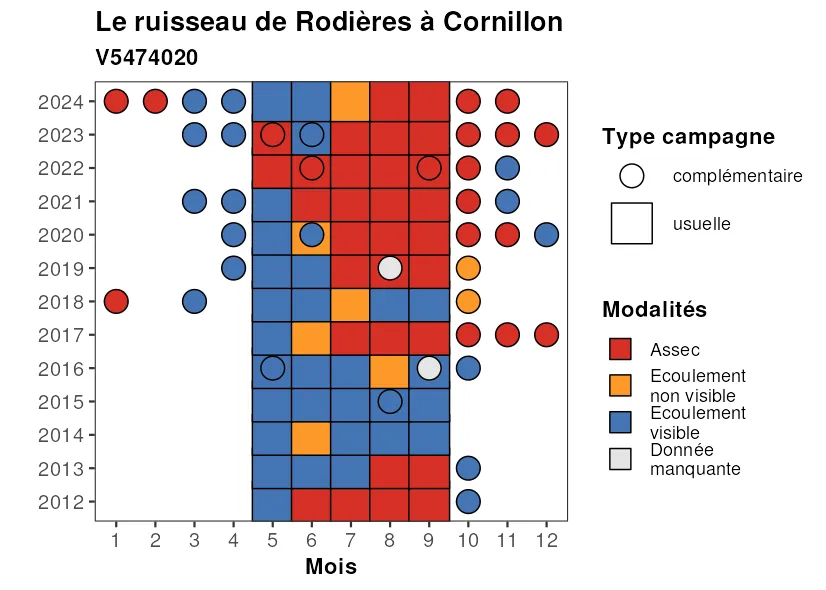 Le ruisseau de Rodières à Cornillon
V5474020
2024
2023
2022
2021
2020
2019
2018
2017
2016
2015
2014
2013
2012
1 2 3 4 5 6 7 8 9 10 11 12
Mois
Type campagne
complémentaire
usuelle
Modalités
Assec
Ecoulement
non visible
Ecoulement
visible
Donnée
manquante